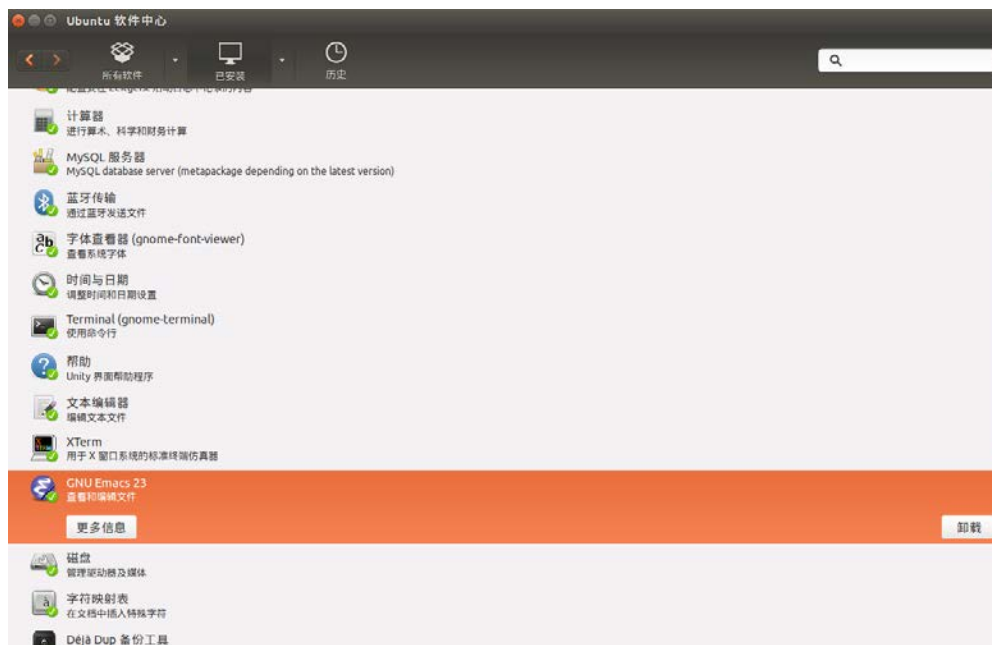 Ubuntu 软件中心
所有软件
已安装
历史
计算器
进行算术、科学和财务计算
MySQL 服务器
MySQL database server (metapackage depending on the latest version)
蓝牙传输
通过蓝牙发送文件
字体查看器 (gnome-font-viewer)
查看系统字体
时间与日期
调整时间和日期设置
Terminal (gnome-terminal)
使用命令行
帮助
Unity 界面帮助程序
文本编辑器
编辑文本文件
XTerm
用于 X 窗口系统的标准终端仿真器
GNU Emacs 23
查看和编辑文件
更多信息
卸载
磁盘
管理驱动器及媒体
字符映射表
在文档中插入特殊字符
Déjà Dup 备份工具